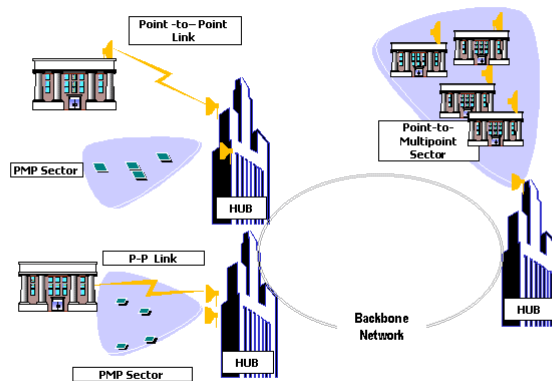 Point -to- Point
Link
Point-to-
Multipoint
Sector
PMP Sector
HUB
HUB
P-P Link
Backbone
Network
HUB
PMP Sector